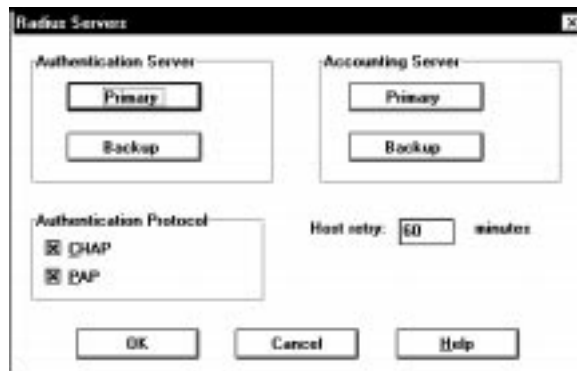 Radius Servers
Authentication Server
Primary
Backup
Accounting Server
Primary
Backup
Authentication Protocol
CHAP
PAP
Host retry: 60 minutes
OK
Cancel
Help